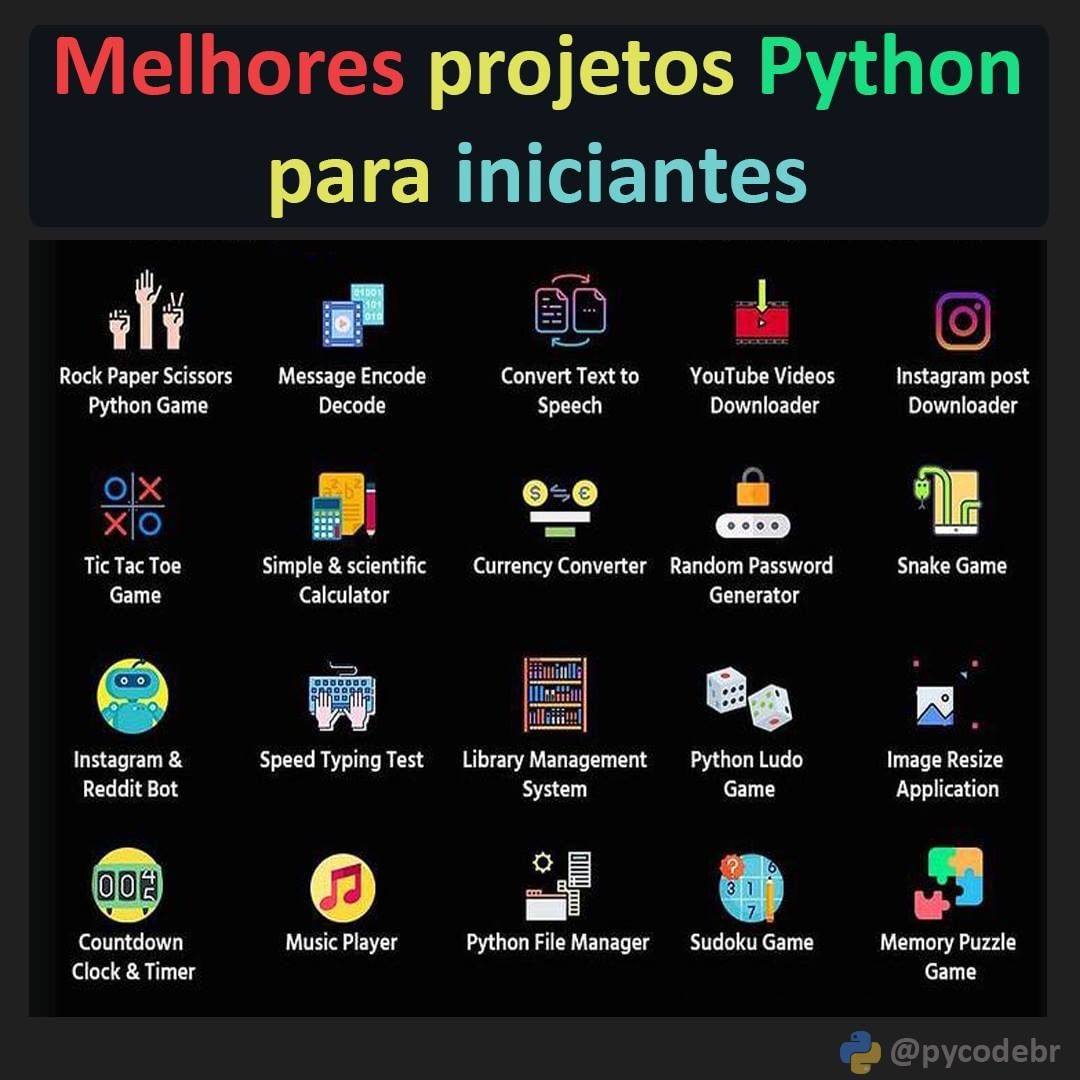 Melhores projetos Python
para iniciantes
Rock Paper Scissors
Python Game
Message Encode
Decode
Convert Text to
Speech
YouTube Videos
Downloader
Instagram post
Downloader
Tic Tac Toe
Game
Simple & scientific
Calculator
Currency Converter
Random Password
Generator
Snake Game
Instagram &
Reddit Bot
Speed Typing Test
Library Management
System
Python Ludo
Game
Image Resize
Application
Countdown
Clock & Timer
Music Player
Python File Manager
Sudoku Game
Memory Puzzle
Game
@pycodebr